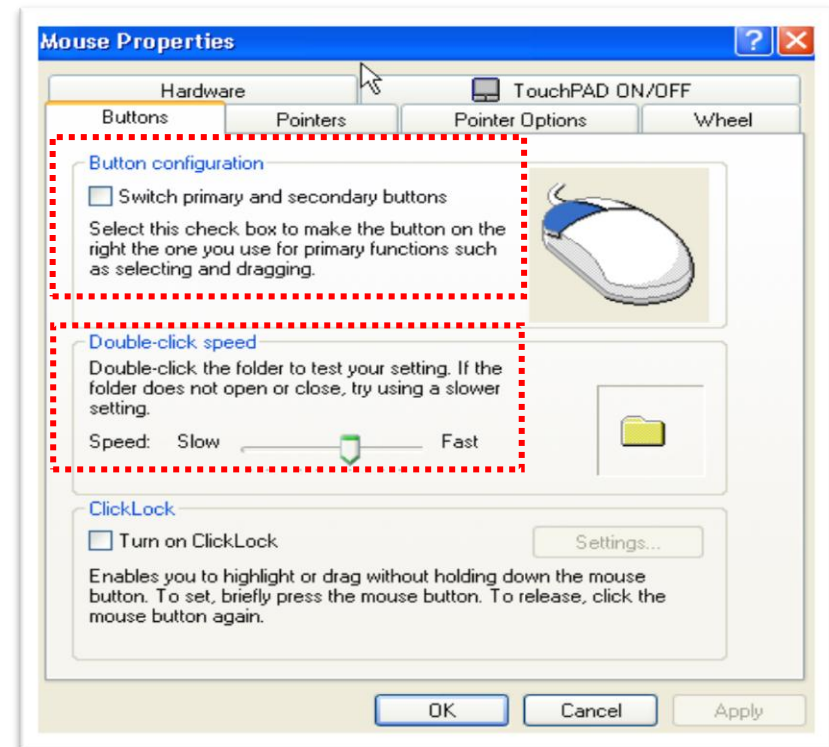 Mouse Properties
Hardware
TouchPAD ON/OFF
Buttons
Pointers
Pointer Options
Wheel
Button configuration
Switch primary and secondary buttons
Select this check box to make the button on the
right the one you use for primary functions such
as selecting and dragging.
Double-click speed
Double-click the folder to test your setting. If the
folder does not open or close, try using a slower
setting.
Speed: Slow Fast
ClickLock
Turn on ClickLock
Settings...
Enables you to highlight or drag without holding down the mouse
button. To set, briefly press the mouse button. To release, click the
mouse button again.
OK
Cancel
Apply